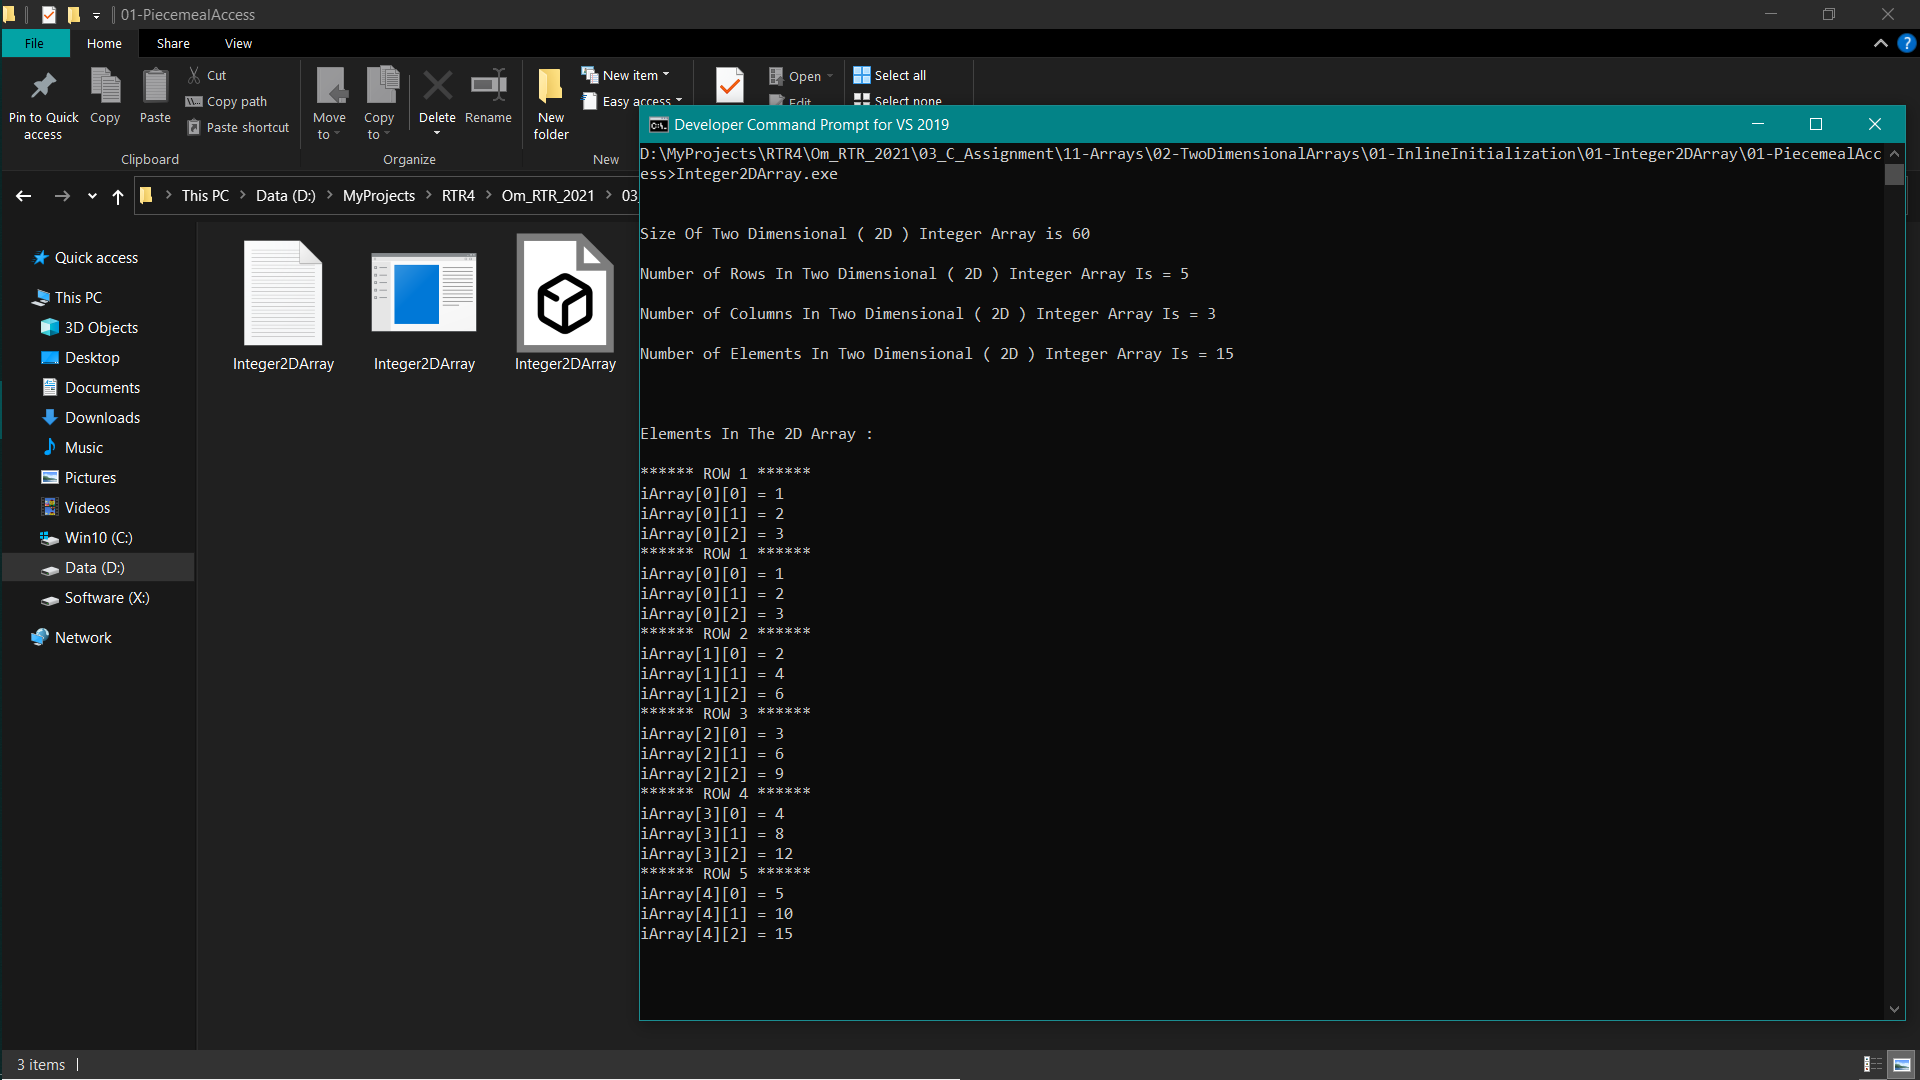 01-PiecemealAccess
File
Home
Share
View
Pin to Quick
access
Copy
Paste
Cut
Copy path
Paste shortcut
Clipboard
Move
to
Copy
to
Delete
Rename
Organize
New
folder
New item
Easy access
New
Open
Edit
Select all
Select none
This PC
Data (D:)
MyProjects
RTR4
Om_RTR_2021
03_
Quick access
This PC
3D Objects
Desktop
Documents
Downloads
Music
Pictures
Videos
Win10 (C:)
Data (D:)
Software (X:)
Network
Integer2DArray
Integer2DArray
Integer2DArray
3 items
Developer Command Prompt for VS 2019
D:\MyProjects\RTR4\Om_RTR_2021\03_C_Assignment\11-Arrays\02-TwoDimensionalArrays\01-InlineInitialization\01-Integer2DArray\01-PiecemealAcc
ess>Integer2DArray.exe
Size Of Two Dimensional ( 2D ) Integer Array is 60
Number of Rows In Two Dimensional ( 2D ) Integer Array Is = 5
Number of Columns In Two Dimensional ( 2D ) Integer Array Is = 3
Number of Elements In Two Dimensional ( 2D ) Integer Array Is = 15
Elements In The 2D Array :
****** ROW 1 ******
iArray[0][0] = 1
iArray[0][1] = 2
iArray[0][2] = 3
****** ROW 1 ******
iArray[0][0] = 1
iArray[0][1] = 2
iArray[0][2] = 3
****** ROW 2 ******
iArray[1][0] = 2
iArray[1][1] = 4
iArray[1][2] = 6
****** ROW 3 ******
iArray[2][0] = 3
iArray[2][1] = 6
iArray[2][2] = 9
****** ROW 4 ******
iArray[3][0] = 4
iArray[3][1] = 8
iArray[3][2] = 12
****** ROW 5 ******
iArray[4][0] = 5
iArray[4][1] = 10
iArray[4][2] = 15